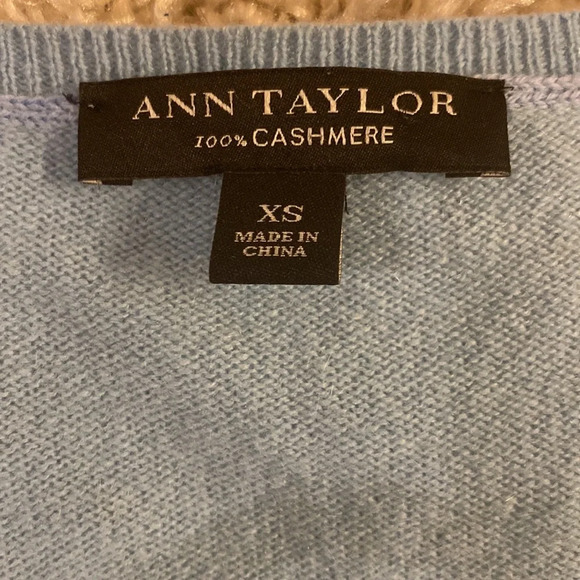 ANN TAYLOR
100% CASHMERE
XS
MADE IN
CHINA